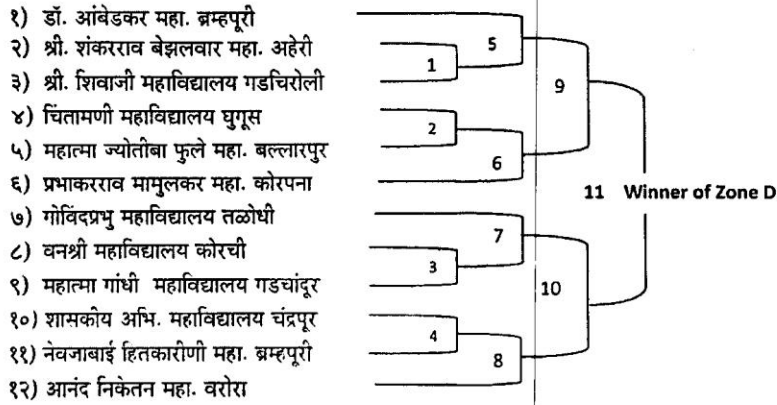 १) डॉ. आंबेडकर महा. ब्रम्हपूरी
२) श्री. शंकरराव बेझलवार महा. अहेरी
३) श्री. शिवाजी महाविद्यालय गडचिरोली
४) चिंतामणी महाविद्यालय घुगूस
५) महात्मा ज्योतीबा फुले महा. बल्लारपुर
६) प्रभाकरराव मामुलकर महा. कोरपना
७) गोविंदप्रभु महाविद्यालय तळोधी
८) वनश्री महाविद्यालय कोरची
९) महात्मा गांधी महाविद्यालय गडचांदूर
१०) शासकीय अभि. महाविद्यालय चंद्रपूर
११) नेवजाबाई हितकारीणी महा. ब्रम्हपूरी
१२) आनंद निकेतन महा. वरोरा
5
1
9
2
6
11 Winner of Zone D
7
3
10
4
8